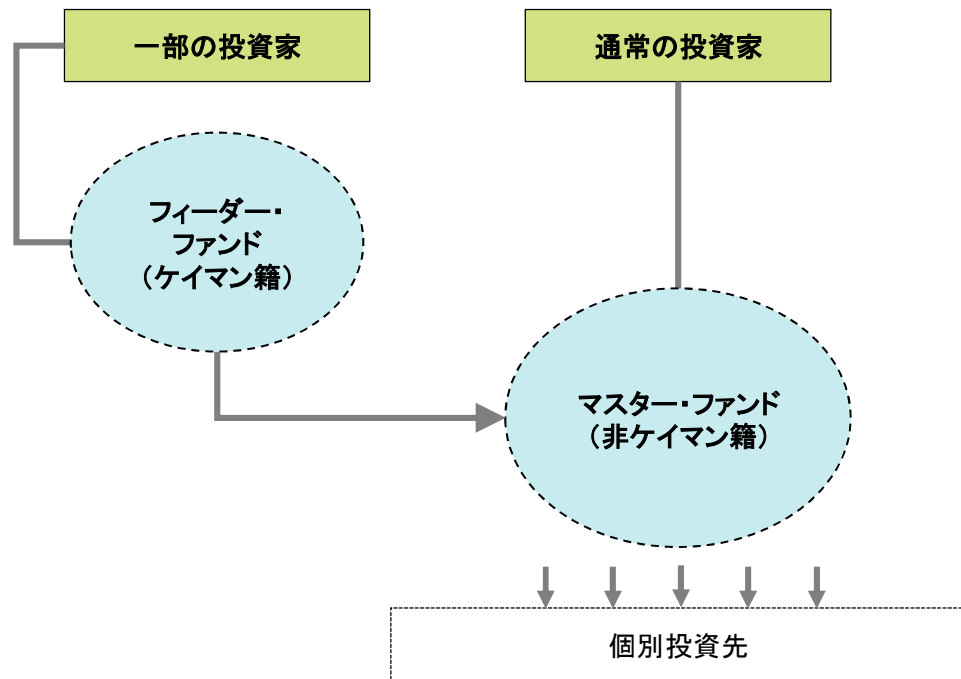 一部の投資家
通常の投資家
フィーダー・
ファンド
（ケイマン籍）
マスター・ファンド
（非ケイマン籍）
個別投資先